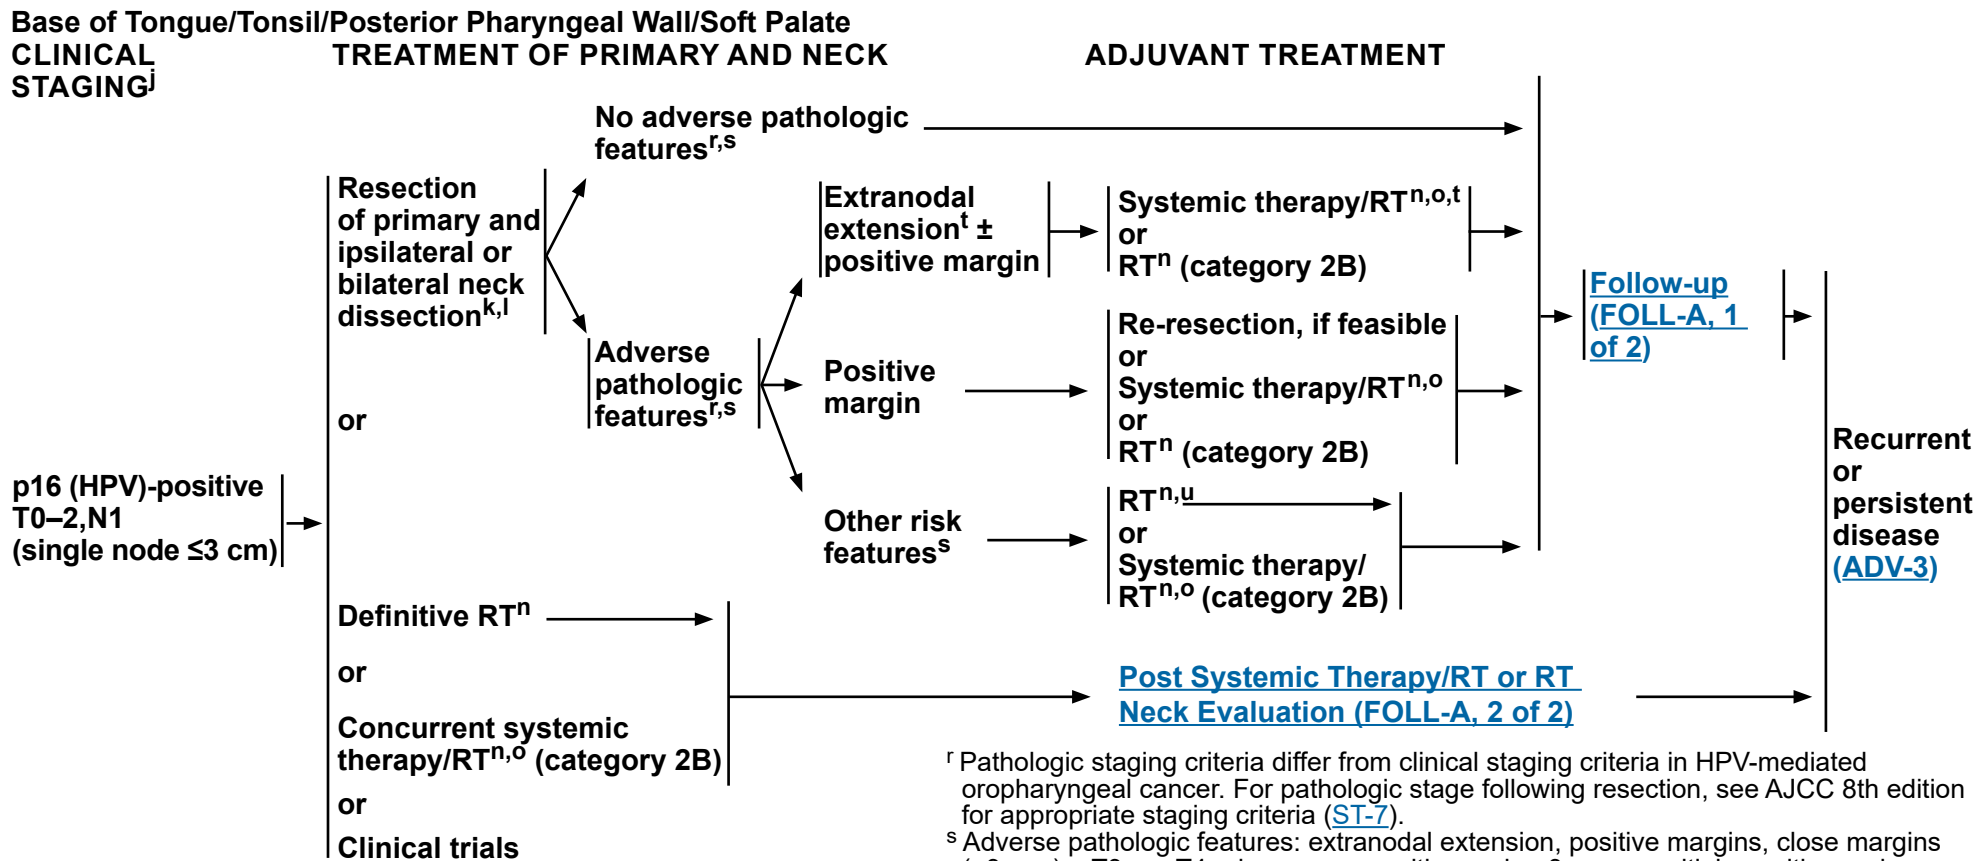 Base of Tongue/Tonsil/Posterior Pharyngeal Wall/Soft Palate
CLINICAL
STAGINGj
TREATMENT OF PRIMARY AND NECK
ADJUVANT TREATMENT
p16 (HPV)-positive
T0–2,N1
(single node ≤3 cm)
Resection
of primary and
ipsilateral or
bilateral neck
dissectionk,l
or
Definitive RTn
or
Concurrent systemic
therapy/RTn,o (category 2B)
or
Clinical trials
No adverse pathologic
featuresr,s
Adverse
pathologic
featuresr,s
Extranodal
extensiont ±
positive margin
Systemic therapy/RTn,o,t
or
RTn (category 2B)
Positive
margin
Re-resection, if feasible
or
Systemic therapy/RTn,o
or
RTn (category 2B)
Other risk
featuress
RTn,u
or
Systemic therapy/
RTn,o (category 2B)
Follow-up
(FOLL-A, 1
of 2)
Post Systemic Therapy/RT or RT
Neck Evaluation (FOLL-A, 2 of 2)
Recurrent
or
persistent
disease
(ADV-3)
r Pathologic staging criteria differ from clinical staging criteria in HPV-mediated
oropharyngeal cancer. For pathologic stage following resection, see AJCC 8th edition
for appropriate staging criteria (ST-7).
s Adverse pathologic features: extranodal extension, positive margins, close margins